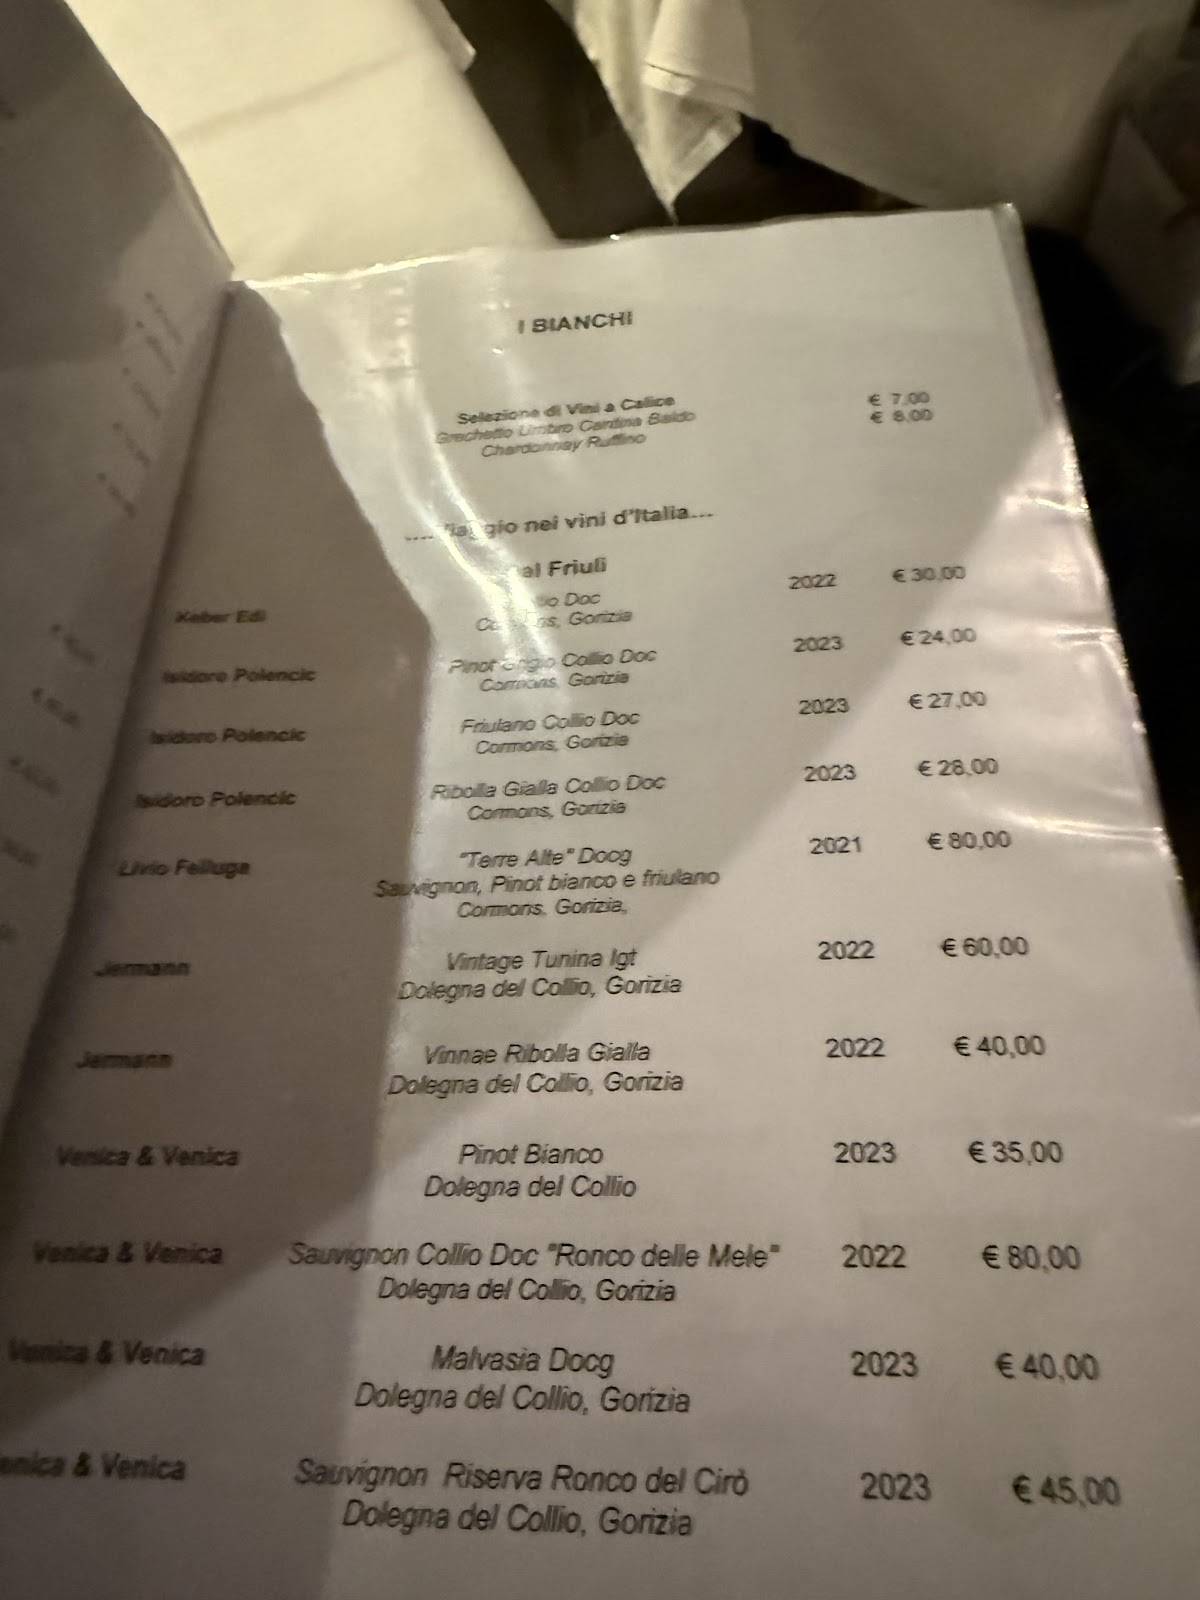 I BIANCHI
Selezione di Vini a Calice € 7,00
Grechetto Umbro Cardina Baldo € 8,00
Chardonnay Ruffino
nei vini d'Italia...
Friuli
Keber Edi Doc 2022 € 30,00
Gorizia
Isidoro Polencic Pinot Grigio Collio Doc 2023 € 24,00
Cormons, Gorizia
Isidoro Polencic Friulano Collio Doc 2023 € 27,00
Cormons, Gorizia
Isidoro Polencic Ribolla Gialla Collio Doc 2023 € 28,00
Cormons, Gorizia
Livio Felluga "Terre Alte" Docg 2021 € 80,00
Sauvignon, Pinot bianco e friulano
Cormons, Gorizia,
Jermann Vintage Tunina Igt 2022 € 60,00
Dolegna del Collio, Gorizia
Jermann Vinnae Ribolla Gialla 2022 € 40,00
Dolegna del Collio, Gorizia
Venica & Venica Pinot Bianco 2023 € 35,00
Dolegna del Collio
Venica & Venica Sauvignon Collio Doc "Ronco delle Mele" 2022 € 80,00
Dolegna del Collio, Gorizia
Venica & Venica Malvasia Docg 2023 € 40,00
Dolegna del Collio, Gorizia
enica & Venica Sauvignon Riserva Ronco del Cirò 2023 € 45,00
Dolegna del Collio, Gorizia